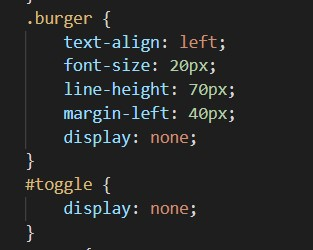 .burger {
    text-align: left;
    font-size: 20px;
    line-height: 70px;
    margin-left: 40px;
    display: none;
}
#toggle {
    display: none;
}